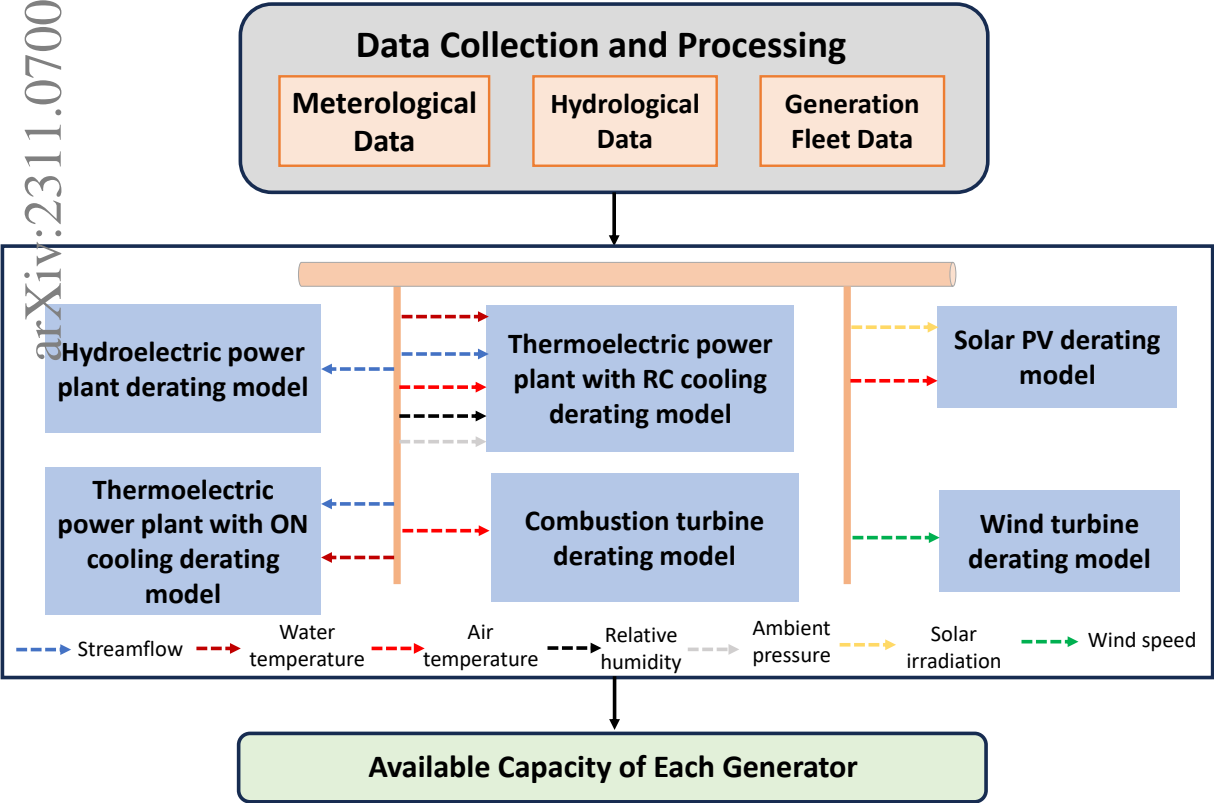 arXiv:2311.0700
Data Collection and Processing
Meterological
Data
Hydrological
Data
Generation
Fleet Data
Hydroelectric power
plant derating model
Thermoelectric power
plant with RC cooling
derating model
Solar PV derating
model
Thermoelectric
power plant with ON
cooling derating
model
Combustion turbine
derating model
Wind turbine
derating model
Streamflow
Water
temperature
Air
temperature
Relative
humidity
Ambient
pressure
Solar
irradiation
Wind speed
Available Capacity of Each Generator